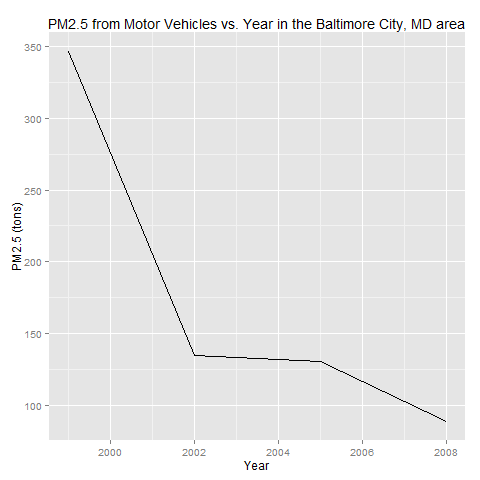 PM2.5 from Motor Vehicles vs. Year in the Baltimore City, MD area
350
300
250
200
150
100
PM2.5 (tons)
2000 2002 2004 2006 2008
Year